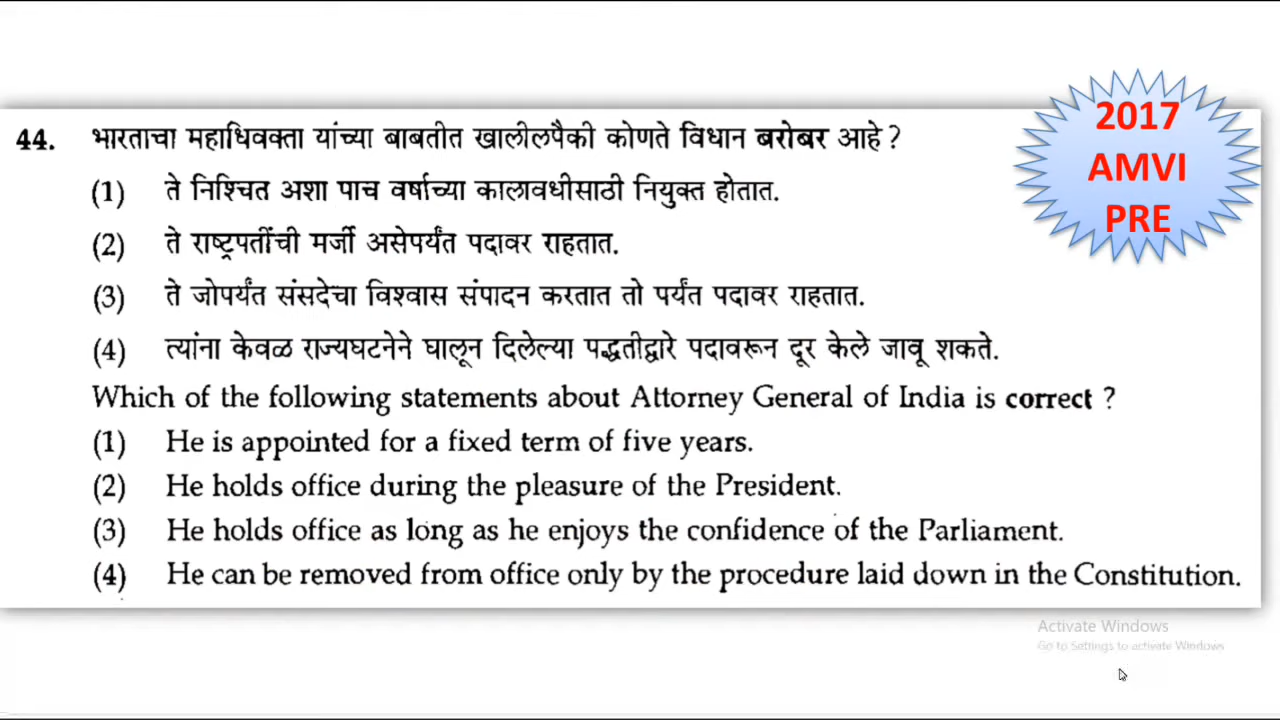 44. भारताचा महाधिवक्ता यांच्या बाबतीत खालीलपैकी कोणते विधान बरोबर आहे ?
(1) ते निश्चित अशा पाच वर्षाच्या कालावधीसाठी नियुक्त होतात.
(2) ते राष्ट्रपतींची मर्जी असेपर्यंत पदावर राहतात.
(3) ते जोपर्यंत संसदेचा विश्वास संपादन करतात तो पर्यंत पदावर राहतात.
(4) त्यांना केवळ राज्यघटनेने घालून दिलेल्या पद्धतीद्वारे पदावरून दूर केले जावू शकते.
Which of the following statements about Attorney General of India is correct ?
(1) He is appointed for a fixed term of five years.
(2) He holds office during the pleasure of the President.
(3) He holds office as long as he enjoys the confidence of the Parliament.
(4) He can be removed from office only by the procedure laid down in the Constitution.
2017
AMVI
PRE
Activate Windows
Go to Settings to activate Windows